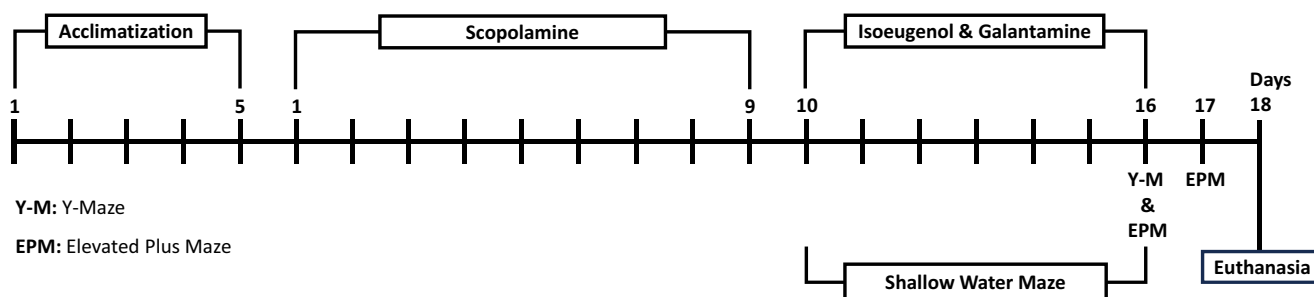 Acclimatization
Scopolamine
Isoeugenol & Galantamine
Days
1
5
1
9
10
16
17
18
Y-M
&
EPM
EPM
Y-M: Y-Maze
EPM: Elevated Plus Maze
Shallow Water Maze
Euthanasia